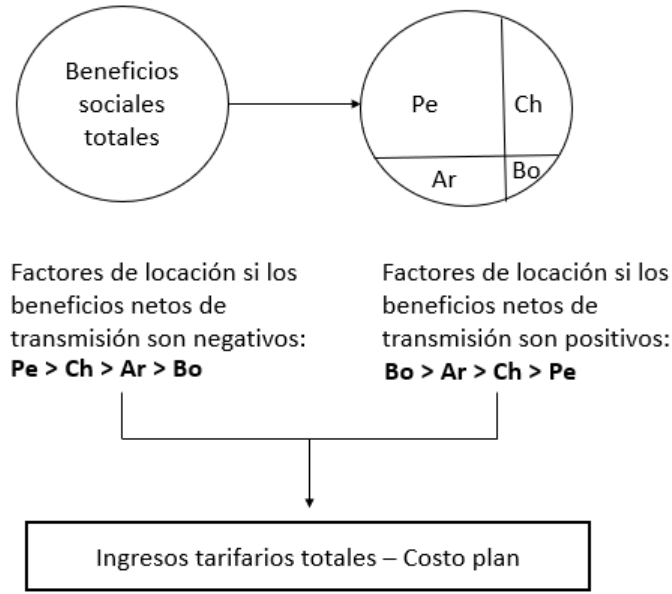 Beneficios
sociales
totales
Pe
Ch
Ar
Bo
Factores de locación si los
beneficios netos de
transmisión son negativos:
Pe > Ch > Ar > Bo
Factores de locación si los
beneficios netos de
transmisión son positivos:
Bo > Ar > Ch > Pe
Ingresos tarifarios totales – Costo plan